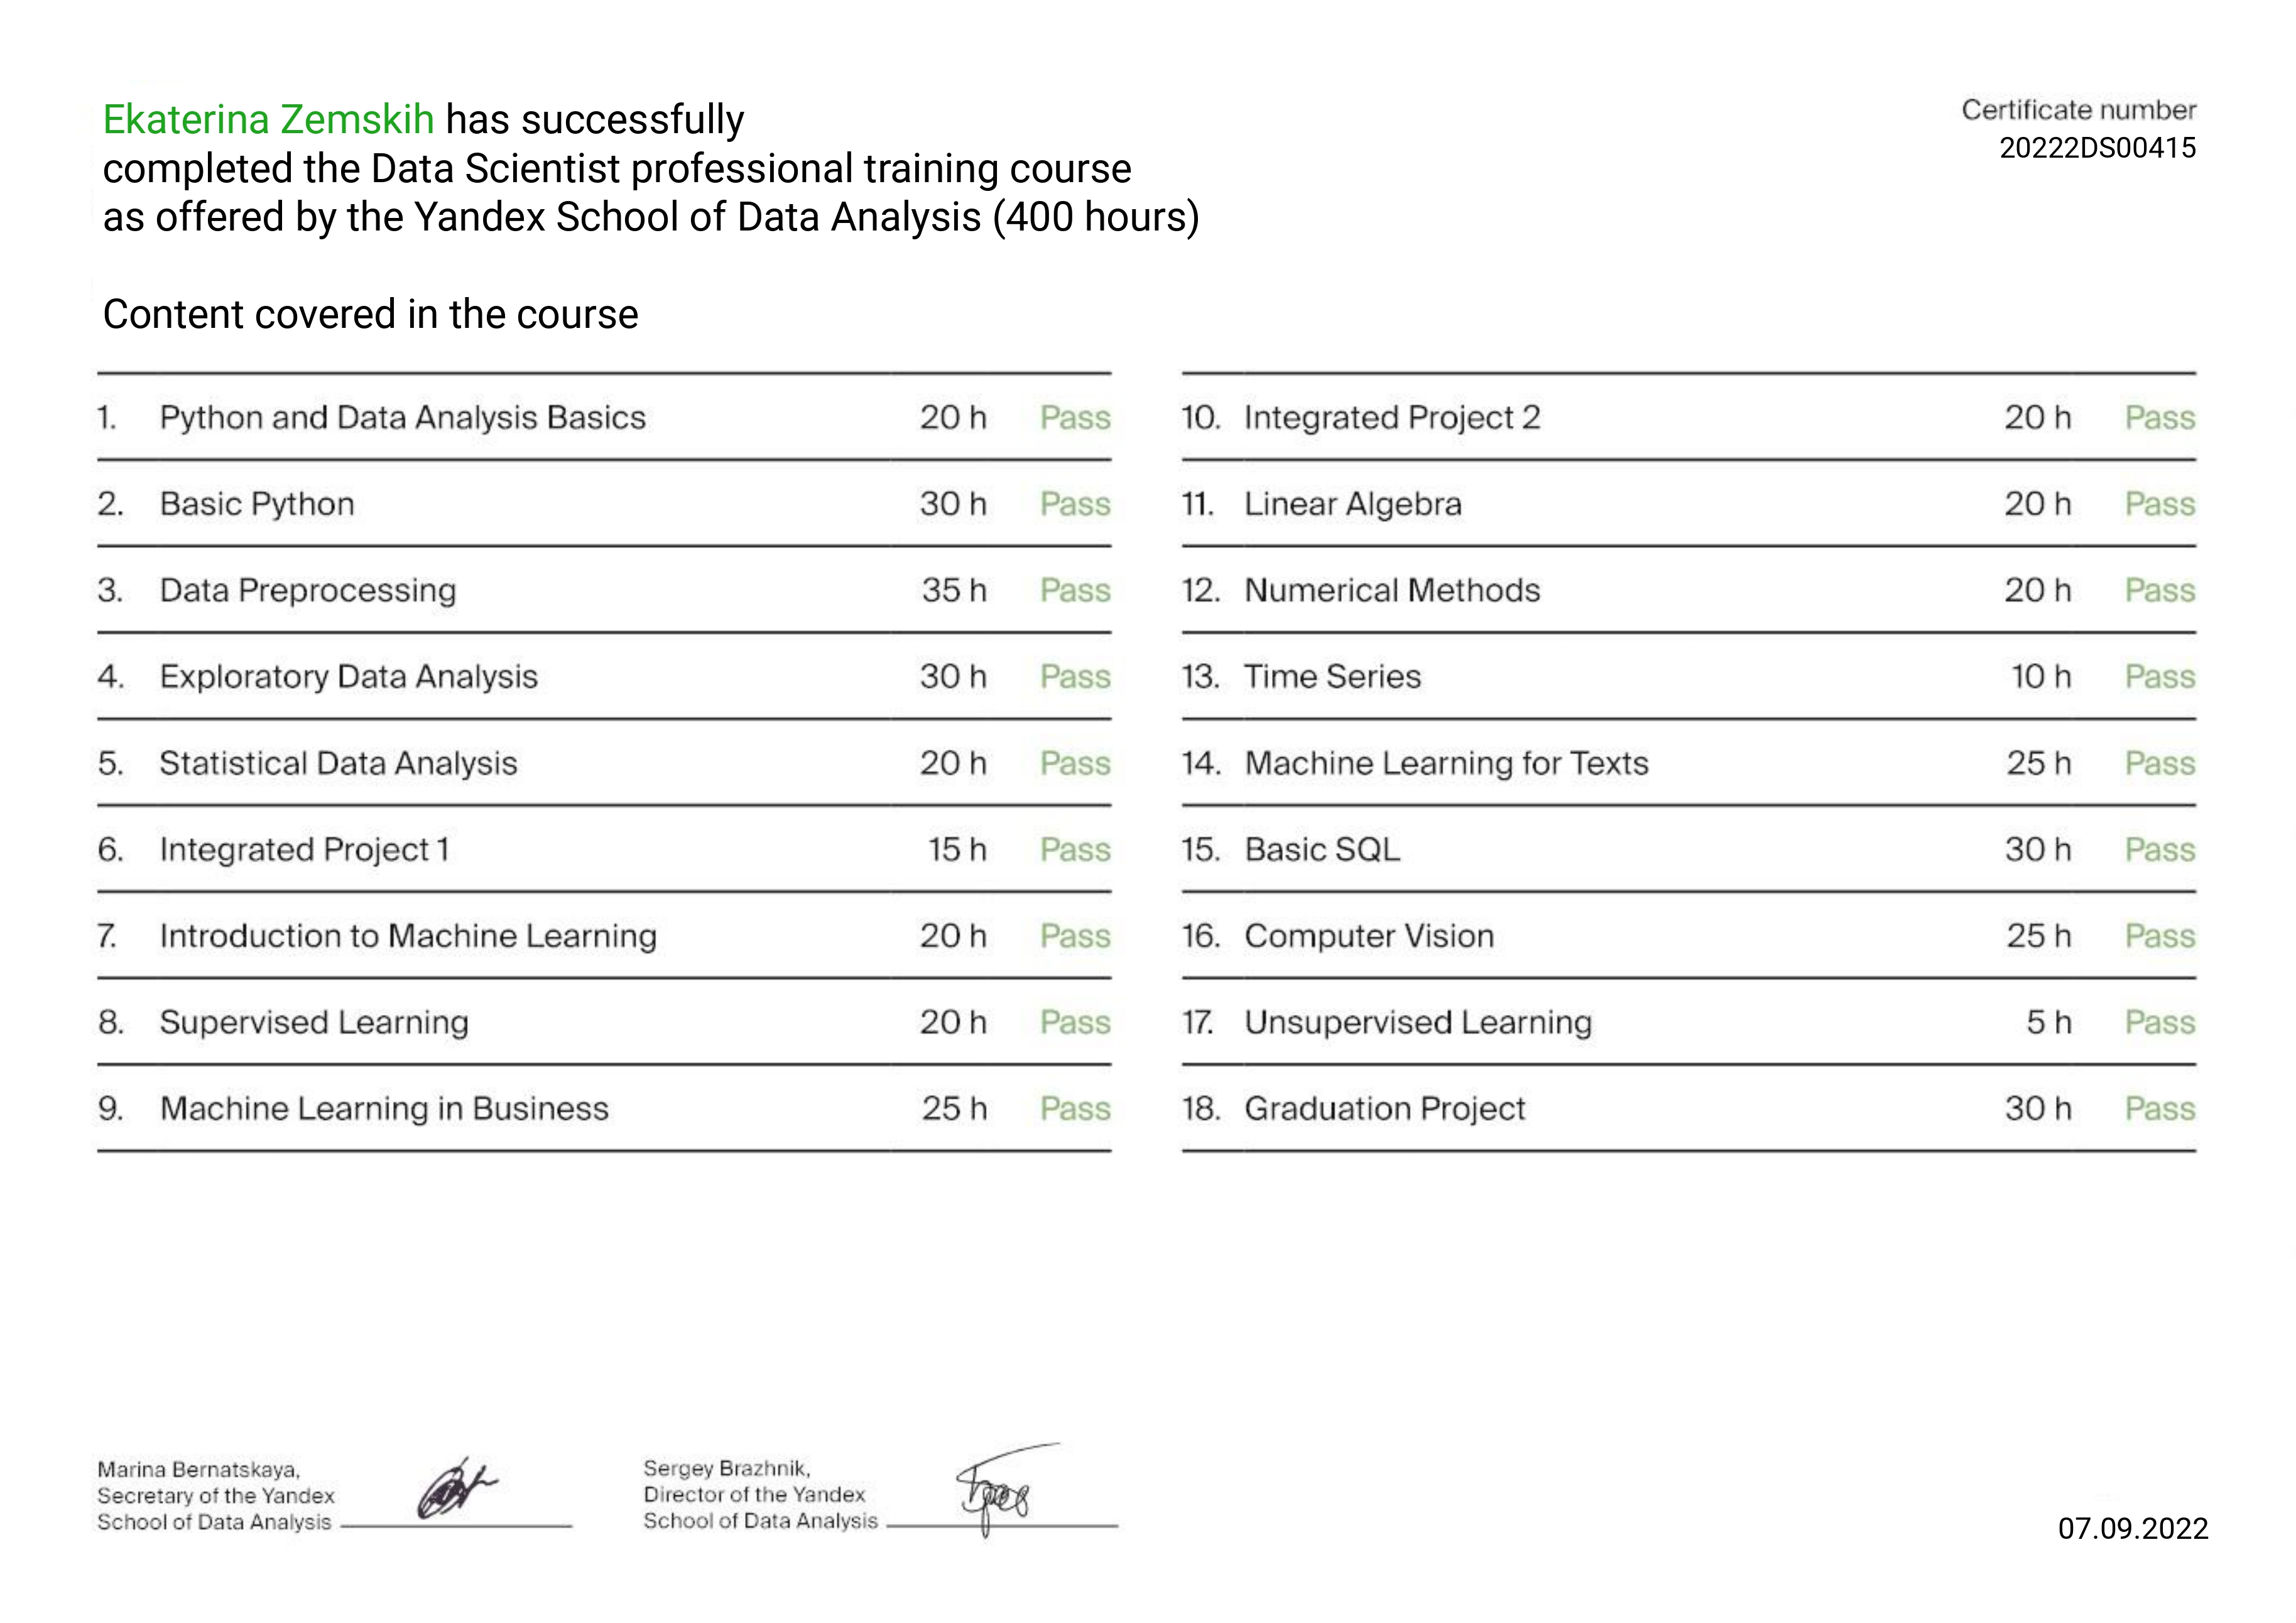 Ekaterina Zemskih has successfully
completed the Data Scientist professional training course
as offered by the Yandex School of Data Analysis (400 hours)
Certificate number
20222DS00415
Content covered in the course
1. Python and Data Analysis Basics 20 h Pass
2. Basic Python 30 h Pass
3. Data Preprocessing 35 h Pass
4. Exploratory Data Analysis 30 h Pass
5. Statistical Data Analysis 20 h Pass
6. Integrated Project 1 15 h Pass
7. Introduction to Machine Learning 20 h Pass
8. Supervised Learning 20 h Pass
9. Machine Learning in Business 25 h Pass
10. Integrated Project 2 20 h Pass
11. Linear Algebra 20 h Pass
12. Numerical Methods 20 h Pass
13. Time Series 10 h Pass
14. Machine Learning for Texts 25 h Pass
15. Basic SQL 30 h Pass
16. Computer Vision 25 h Pass
17. Unsupervised Learning 5 h Pass
18. Graduation Project 30 h Pass
Marina Bernatskaya,
Secretary of the Yandex
School of Data Analysis
Sergey Brazhnik,
Director of the Yandex
School of Data Analysis
07.09.2022